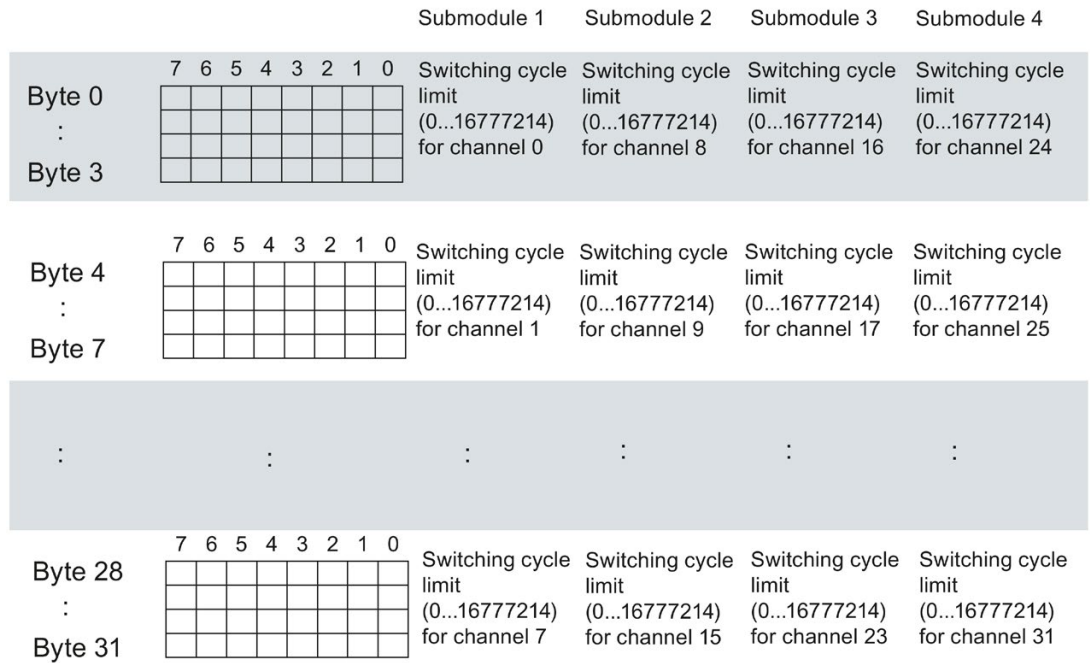 Submodule 1 Submodule 2 Submodule 3 Submodule 4
7 6 5 4 3 2 1 0
Byte 0
:
Byte 3
Switching cycle
limit
(0...16777214)
for channel 0
Switching cycle
limit
(0...16777214)
for channel 8
Switching cycle
limit
(0...16777214)
for channel 16
Switching cycle
limit
(0...16777214)
for channel 24
7 6 5 4 3 2 1 0
Byte 4
:
Byte 7
Switching cycle
limit
(0...16777214)
for channel 1
Switching cycle
limit
(0...16777214)
for channel 9
Switching cycle
limit
(0...16777214)
for channel 17
Switching cycle
limit
(0...16777214)
for channel 25
: : : : : :
7 6 5 4 3 2 1 0
Byte 28
:
Byte 31
Switching cycle
limit
(0...16777214)
for channel 7
Switching cycle
limit
(0...16777214)
for channel 15
Switching cycle
limit
(0...16777214)
for channel 23
Switching cycle
limit
(0...16777214)
for channel 31